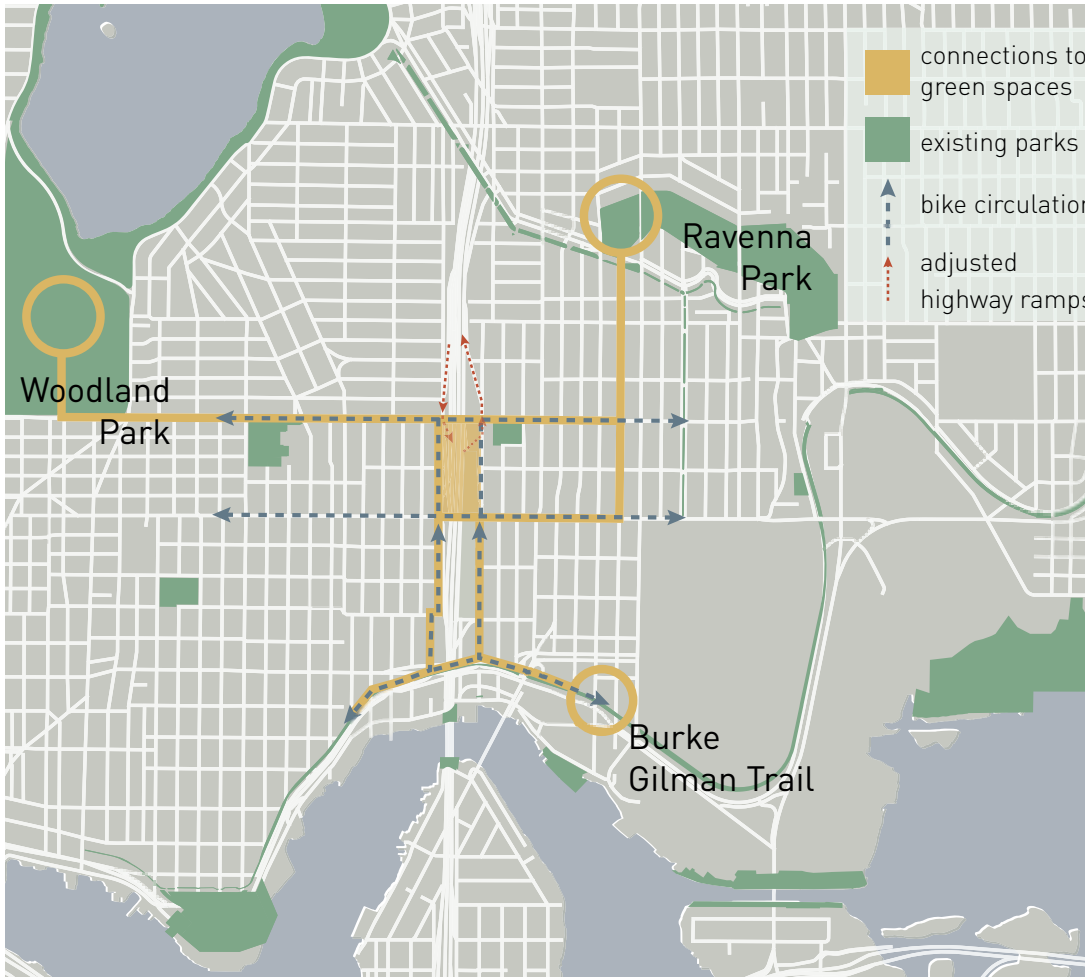 connections to
green spaces
existing parks
bike circulation
adjusted
highway ramps
Ravenna
Park
Woodland
Park
Burke
Gilman Trail